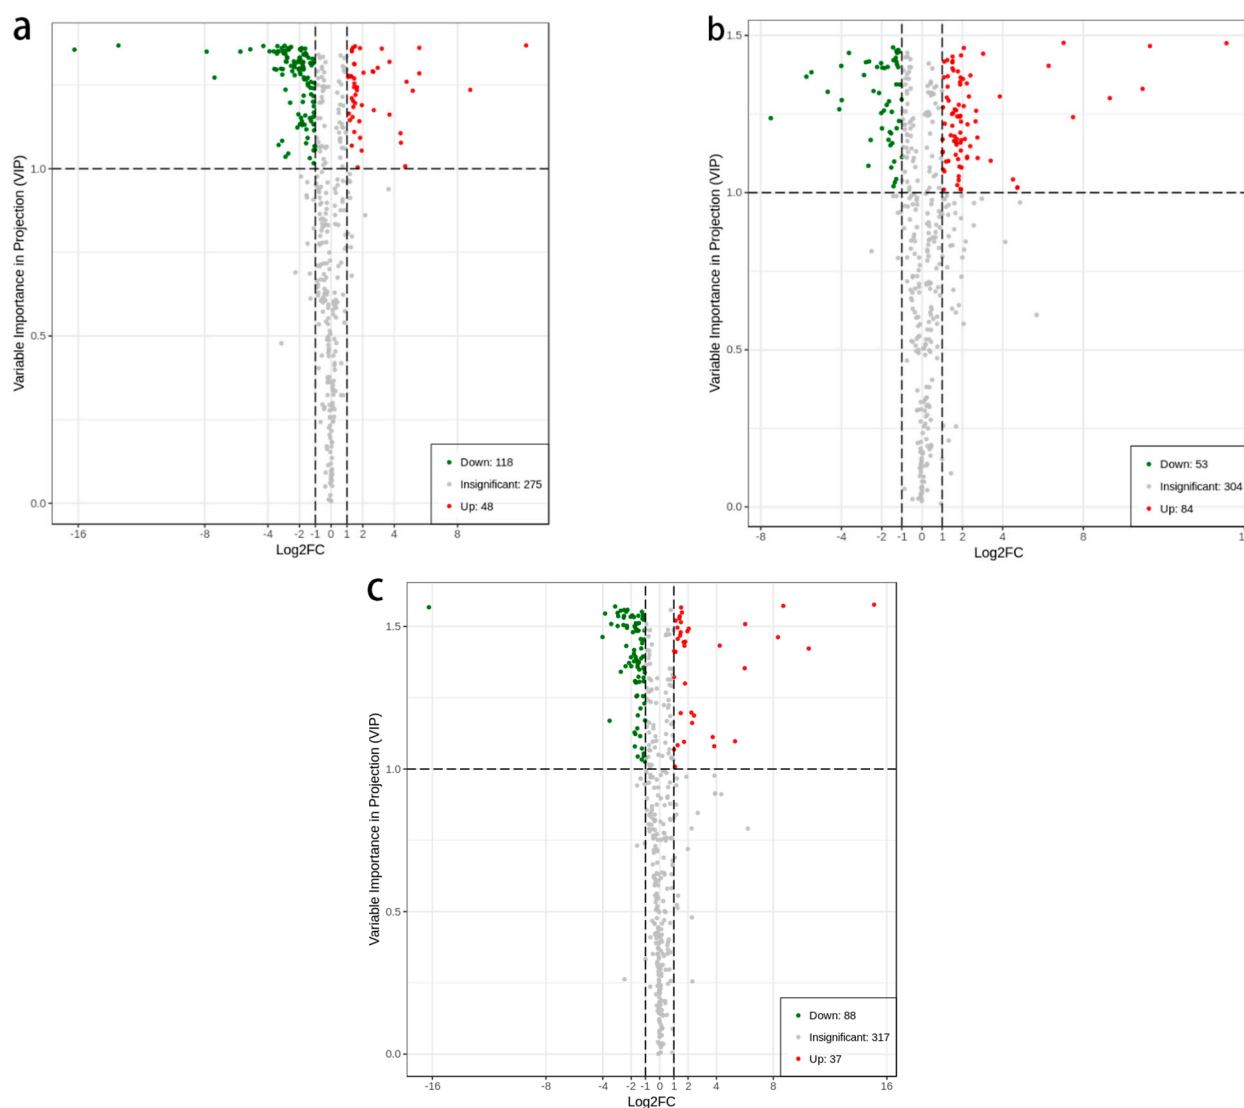 a
Variable Importance in Projection (VIP)
1.0
0.5
0.0
Down: 118
Insignificant: 275
Up: 48
-16 -8 -4 -2 -1 0 1 2 4 8
Log2FC
b
Variable Importance in Projection (VIP)
1.5
1.0
0.5
0.0
Down: 53
Insignificant: 304
Up: 84
-8 -4 -2 -1 0 1 2 4 8
Log2FC
c
Variable Importance in Projection (VIP)
1.5
1.0
0.5
0.0
Down: 88
Insignificant: 317
Up: 37
-16 -8 -4 -2 -1 0 1 2 4 8 16
Log2FC